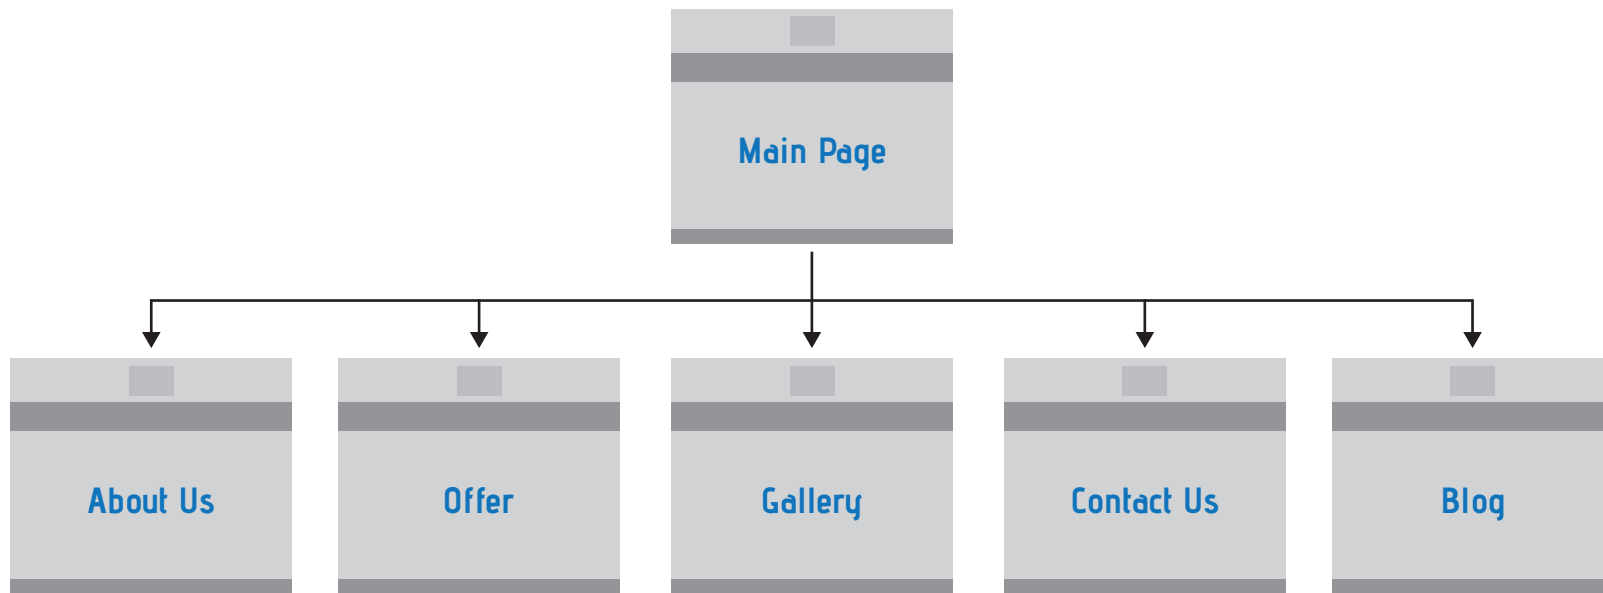 Main Page
About Us
Offer
Gallery
Contact Us
Blog